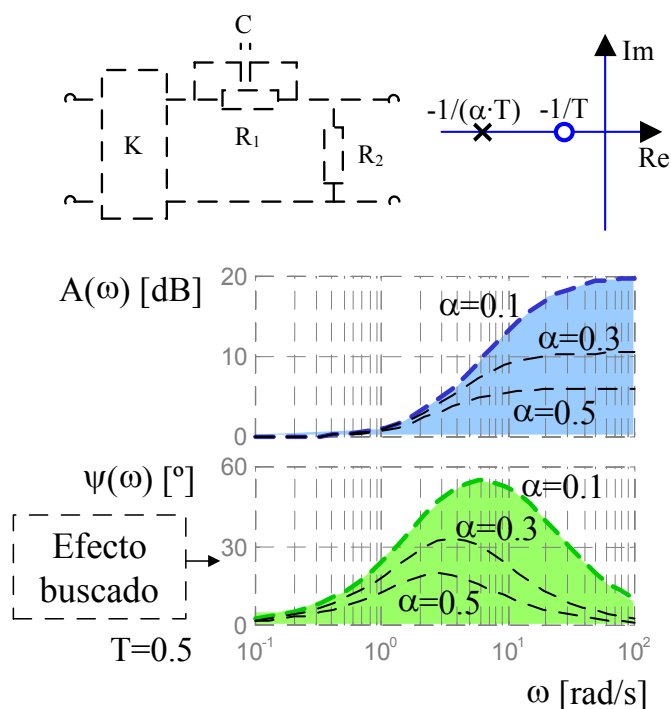 C
K
R₁
R₂
Im
-1/(α·T)
-1/T
Re
A(ω) [dB]
20
10
0
α=0.1
α=0.3
α=0.5
ψ(ω) [º]
60
30
0
α=0.1
α=0.3
α=0.5
Efecto
buscado
T=0.5
10⁻¹
10⁰
10¹
10²
ω [rad/s]